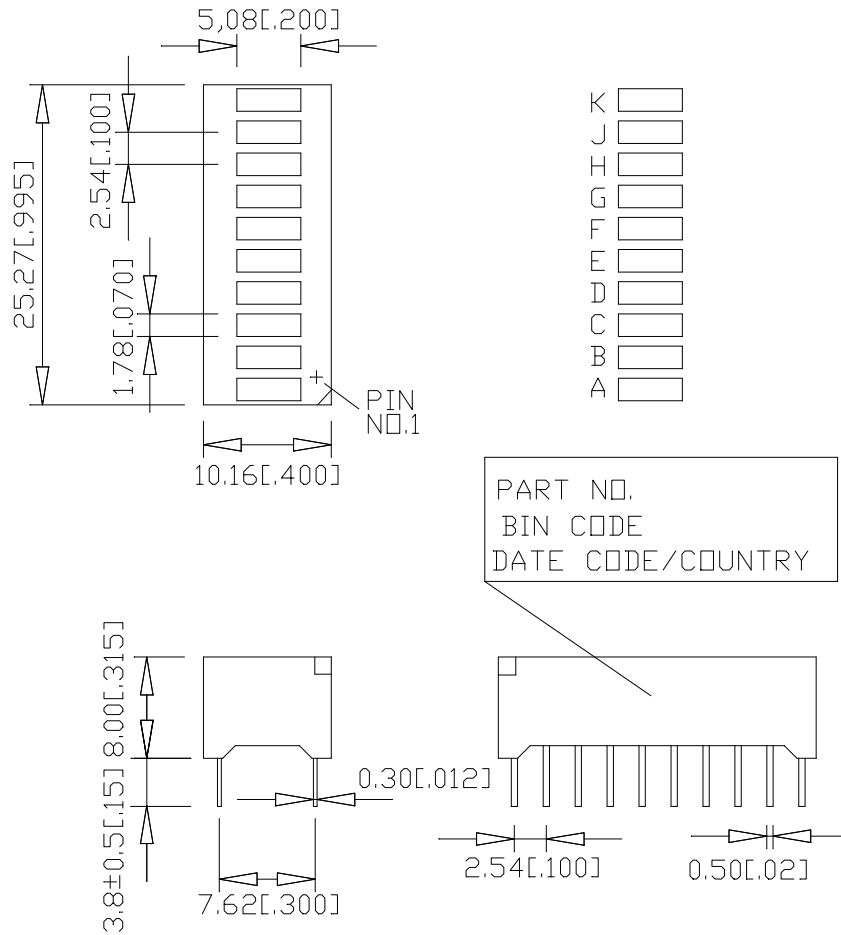 5,08[.200]
25.27[.995]
2.54[.100]
1.78[.070]
PIN
NO.1
10.16[.400]
K
J
H
G
F
E
D
C
B
A
PART NO.
BIN CODE
DATE CODE/COUNTRY
8.00[.315]
3.8±0.5[.15]
0.30[.012]
7.62[.300]
2.54[.100]
0.50[.02]